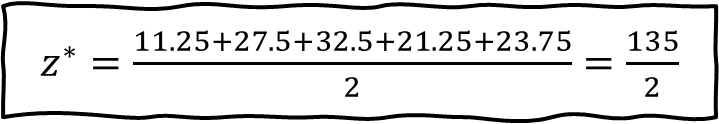 z* = (11.25+27.5+32.5+21.25+23.75)/2 = 135/2